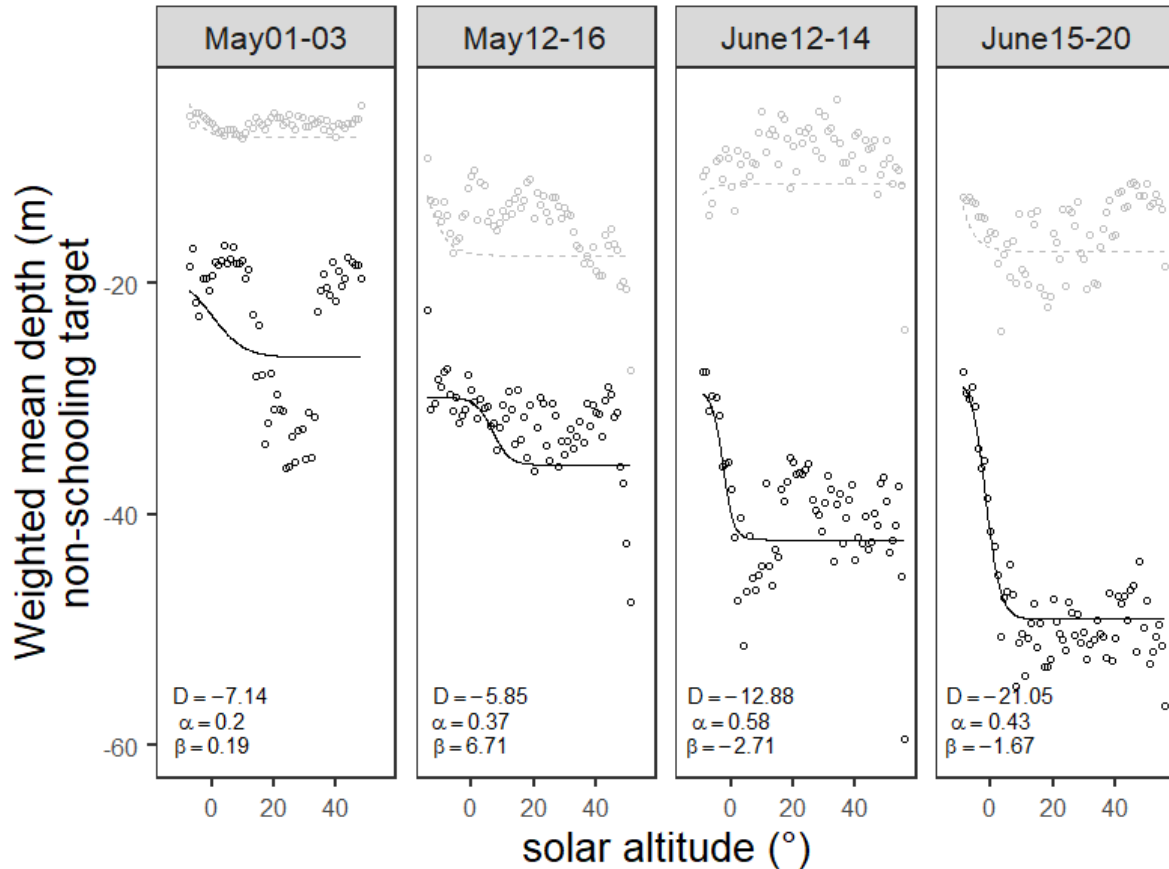 May01-03
May12-16
June12-14
June15-20
Weighted mean depth (m)
non-schooling target
-20
-40
-60
D = −7.14
α = 0.2
β = 0.19
D = −5.85
α = 0.37
β = 6.71
D = −12.88
α = 0.58
β = −2.71
D = −21.05
α = 0.43
β = −1.67
0 20 40
0 20 40
0 20 40
0 20 40
solar altitude (°)